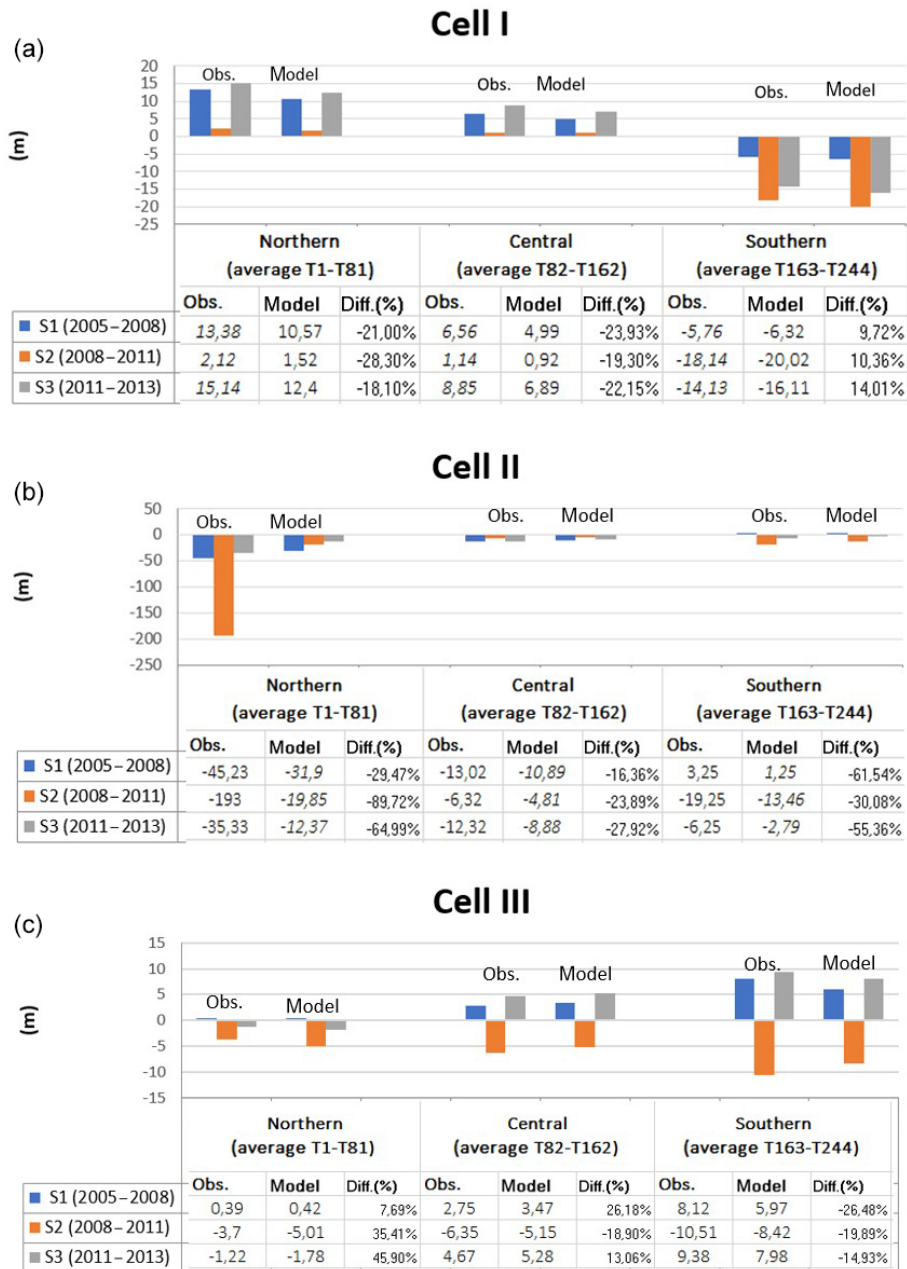 Cell I
(a)
20
15
10
5
0
-5
-10
-15
-20
-25
(m)
Obs. Model Obs. Model Obs. Model
Northern Central Southern
(average T1-T81) (average T82-T162) (average T163-T244)
Obs. Model Diff.(%) Obs. Model Diff.(%) Obs. Model Diff.(%)
S1 (2005–2008) 13,38 10,57 -21,00% 6,56 4,99 -23,93% -5,76 -6,32 9,72%
S2 (2008–2011) 2,12 1,52 -28,30% 1,14 0,92 -19,30% -18,14 -20,02 10,36%
S3 (2011–2013) 15,14 12,4 -18,10% 8,85 6,89 -22,15% -14,13 -16,11 14,01%
Cell II
(b)
50
0
-50
-100
-150
-200
-250
(m)
Obs. Model Obs. Model Obs. Model
Northern Central Southern
(average T1-T81) (average T82-T162) (average T163-T244)
Obs. Model Diff.(%) Obs. Model Diff.(%) Obs. Model Diff.(%)
S1 (2005–2008) -45,23 -31,9 -29,47% -13,02 -10,89 -16,36% 3,25 1,25 -61,54%
S2 (2008–2011) -193 -19,85 -89,72% -6,32 -4,81 -23,89% -19,25 -13,46 -30,08%
S3 (2011–2013) -35,33 -12,37 -64,99% -12,32 -8,88 -27,92% -6,25 -2,79 -55,36%
Cell III
(c)
15
10
5
0
-5
-10
-15
(m)
Obs. Model Obs. Model Obs. Model
Northern Central Southern
(average T1-T81) (average T82-T162) (average T163-T244)
Obs. Model Diff.(%) Obs. Model Diff.(%) Obs. Model Diff.(%)
S1 (2005–2008) 0,39 0,42 7,69% 2,75 3,47 26,18% 8,12 5,97 -26,48%
S2 (2008–2011) -3,7 -5,01 35,41% -6,35 -5,15 -18,90% -10,51 -8,42 -19,89%
S3 (2011–2013) -1,22 -1,78 45,90% 4,67 5,28 13,06% 9,38 7,98 -14,93%